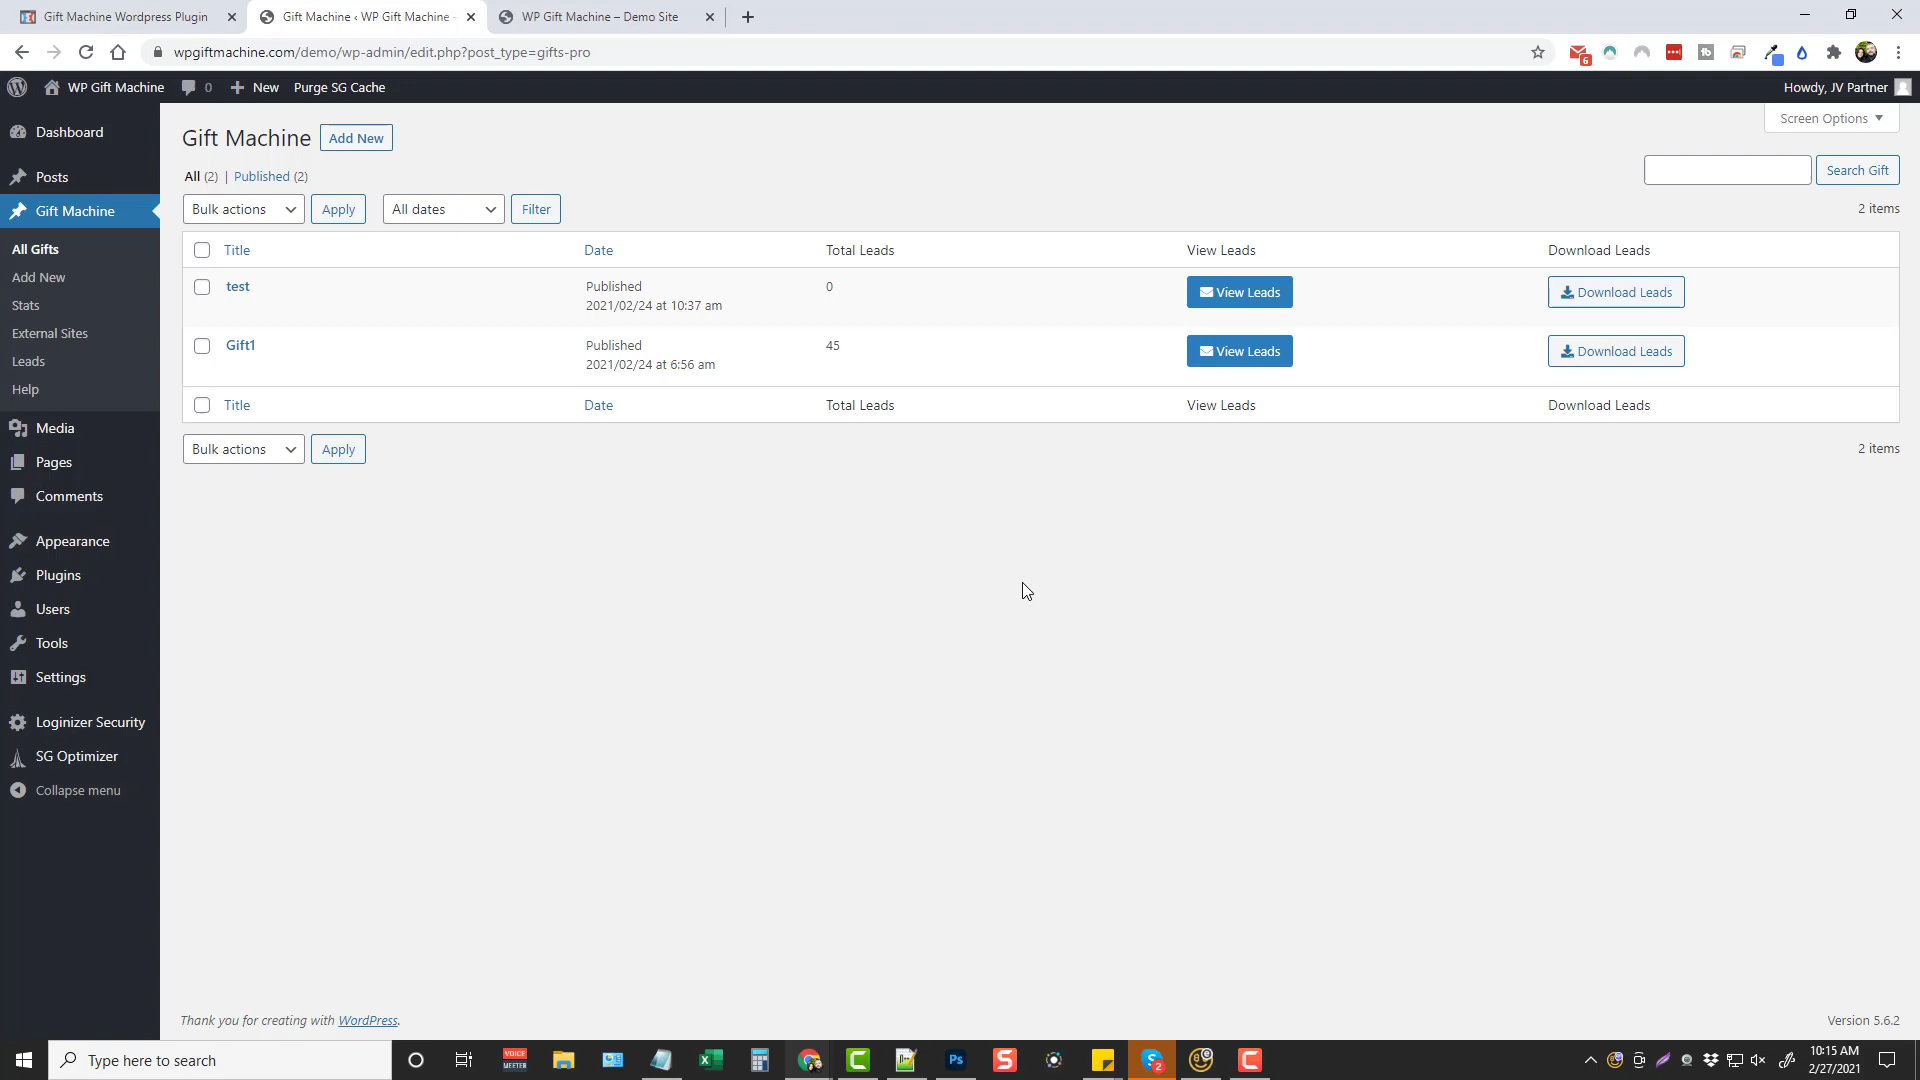 Gift Machine Wordpress Plugin
Gift Machine ‹ WP Gift Machine -
WP Gift Machine – Demo Site
wpgiftmachine.com/demo/wp-admin/edit.php?post_type=gifts-pro
6
WP Gift Machine 0 New Purge SG Cache Howdy, JV Partner
Dashboard
Posts
Gift Machine
All Gifts
Add New
Stats
External Sites
Leads
Help
Media
Pages
Comments
Appearance
Plugins
Users
Tools
Settings
Loginizer Security
SG Optimizer
Collapse menu
Screen Options
Gift Machine Add New
All (2) | Published (2)
Search Gift
Bulk actions Apply All dates Filter 2 items
Title Date Total Leads View Leads Download Leads
test Published 0 View Leads Download Leads
2021/02/24 at 10:37 am
Gift1 Published 45 View Leads Download Leads
2021/02/24 at 6:56 am
Title Date Total Leads View Leads Download Leads
Bulk actions Apply 2 items
Thank you for creating with WordPress. Version 5.6.2
Type here to search
VOICE
MEETER
Ps
2
10:15 AM
2/27/2021